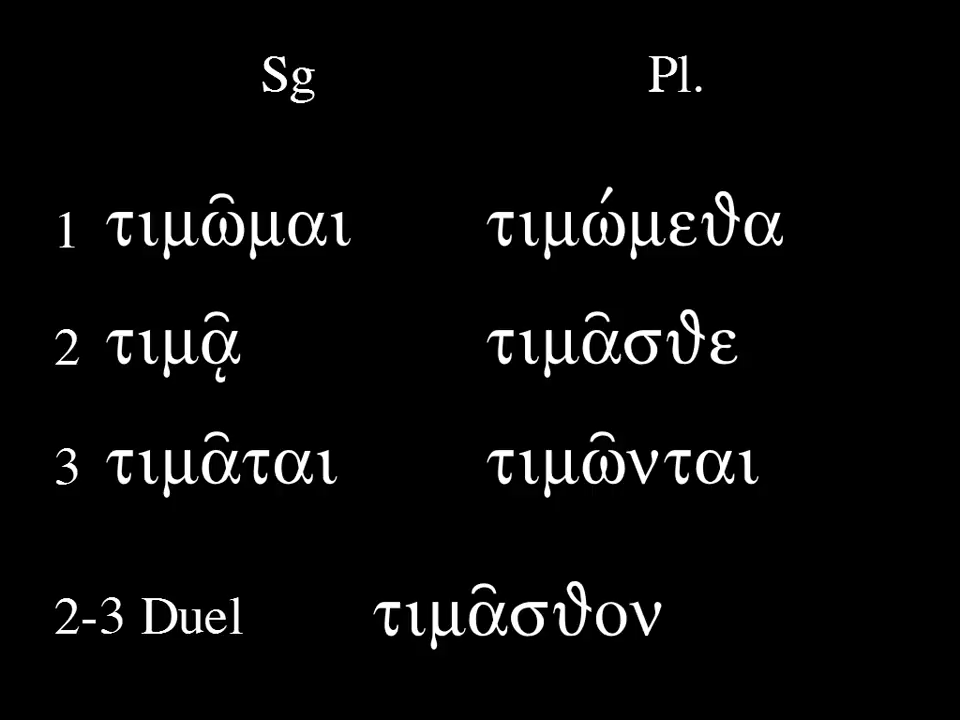 Sg Pl.
1 τιμῶμαι τιμώμεϑα
2 τιμᾷ τιμᾶσϑε
3 τιμᾶται τιμῶνται
2-3 Duel τιμᾶσϑον